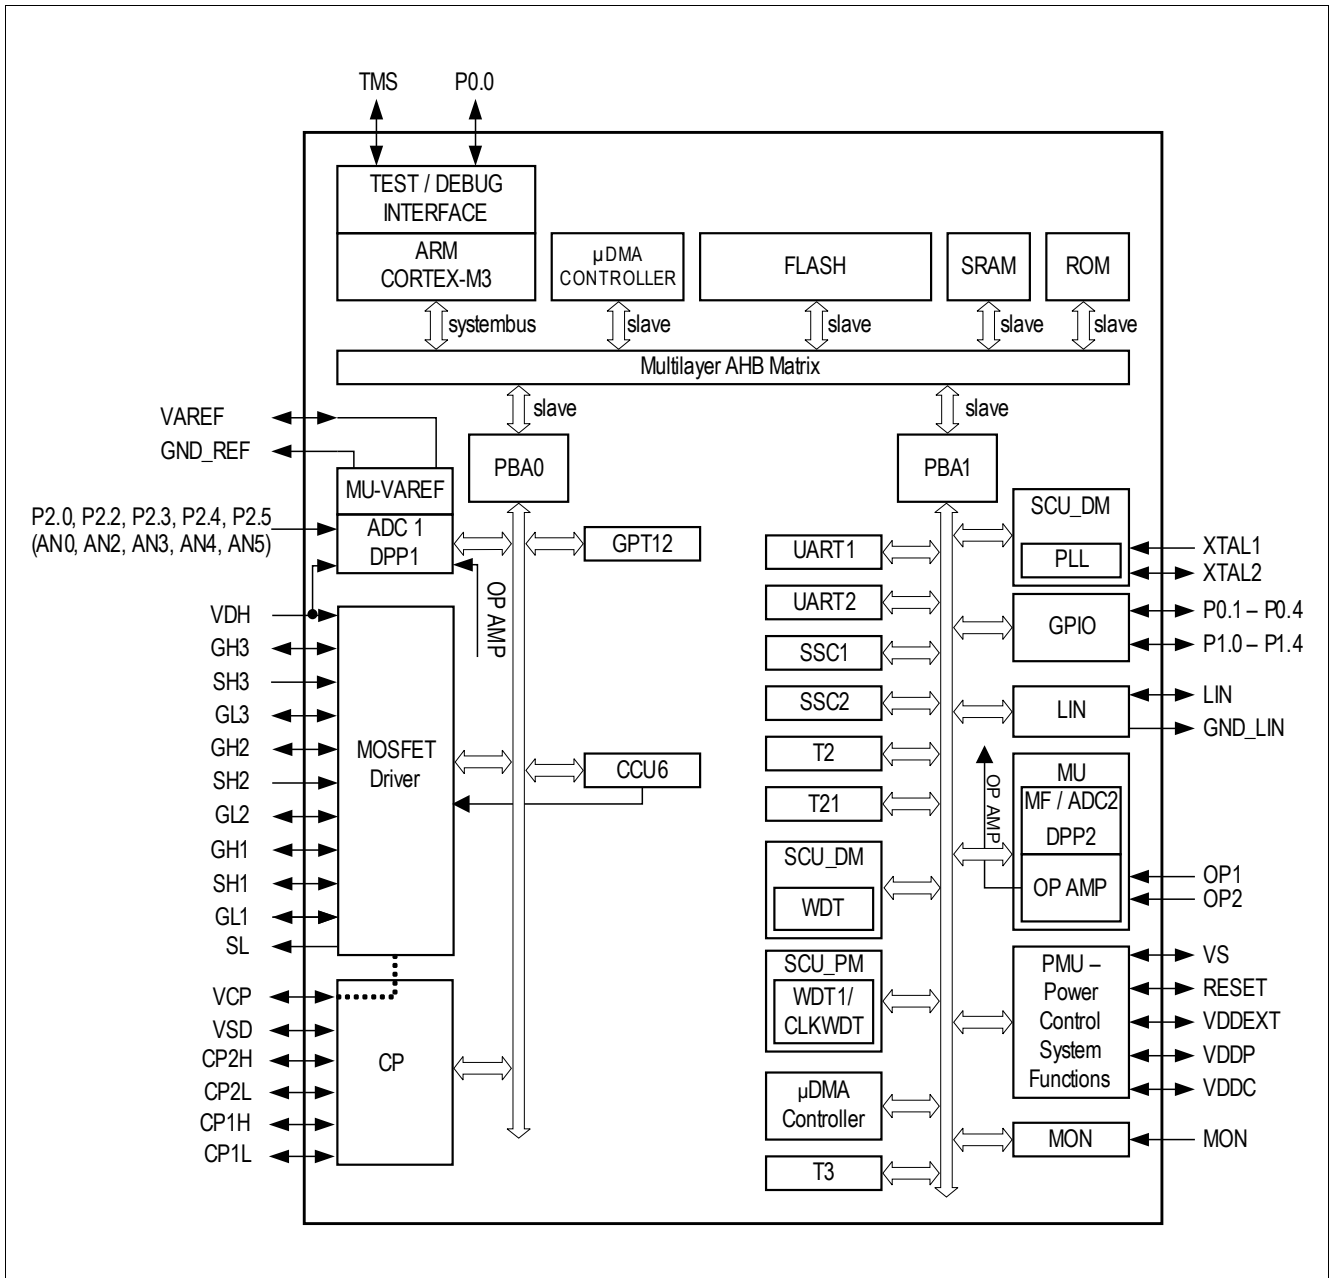 TMS
P0.0
TEST / DEBUG
INTERFACE
ARM
CORTEX-M3
µDMA
CONTROLLER
FLASH
SRAM
ROM
systembus
slave
slave
slave
slave
Multilayer AHB Matrix
slave
slave
VAREF
GND_REF
PBA0
PBA1
MU-VAREF
P2.0, P2.2, P2.3, P2.4, P2.5
(AN0, AN2, AN3, AN4, AN5)
ADC 1
DPP1
GPT12
OP AMP
VDH
GH3
SH3
GL3
GH2
SH2
GL2
GH1
SH1
GL1
SL
MOSFET
Driver
CCU6
VCP
VSD
CP2H
CP2L
CP1H
CP1L
CP
UART1
UART2
SSC1
SSC2
T2
T21
SCU_DM
WDT
SCU_PM
WDT1/
CLKWDT
µDMA
Controller
T3
SCU_DM
PLL
XTAL1
XTAL2
GPIO
P0.1 – P0.4
P1.0 – P1.4
LIN
LIN
GND_LIN
OP AMP
MU
MF / ADC2
DPP2
OP AMP
OP1
OP2
PMU –
Power
Control
System
Functions
VS
RESET
VDDEXT
VDDP
VDDC
MON
MON